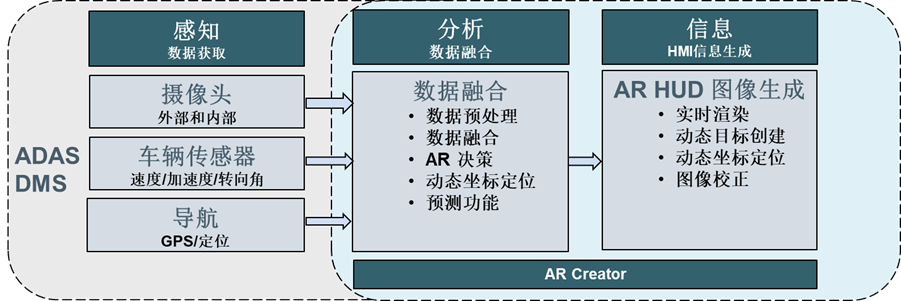 感知
数据获取
分析
数据融合
信息
HMI信息生成
ADAS
DMS
摄像头
外部和内部
车辆传感器
速度/加速度/转向角
导航
GPS/定位
数据融合
• 数据预处理
• 数据融合
• AR 决策
• 动态坐标定位
• 预测功能
AR HUD 图像生成
• 实时渲染
• 动态目标创建
• 动态坐标定位
• 图像校正
AR Creator